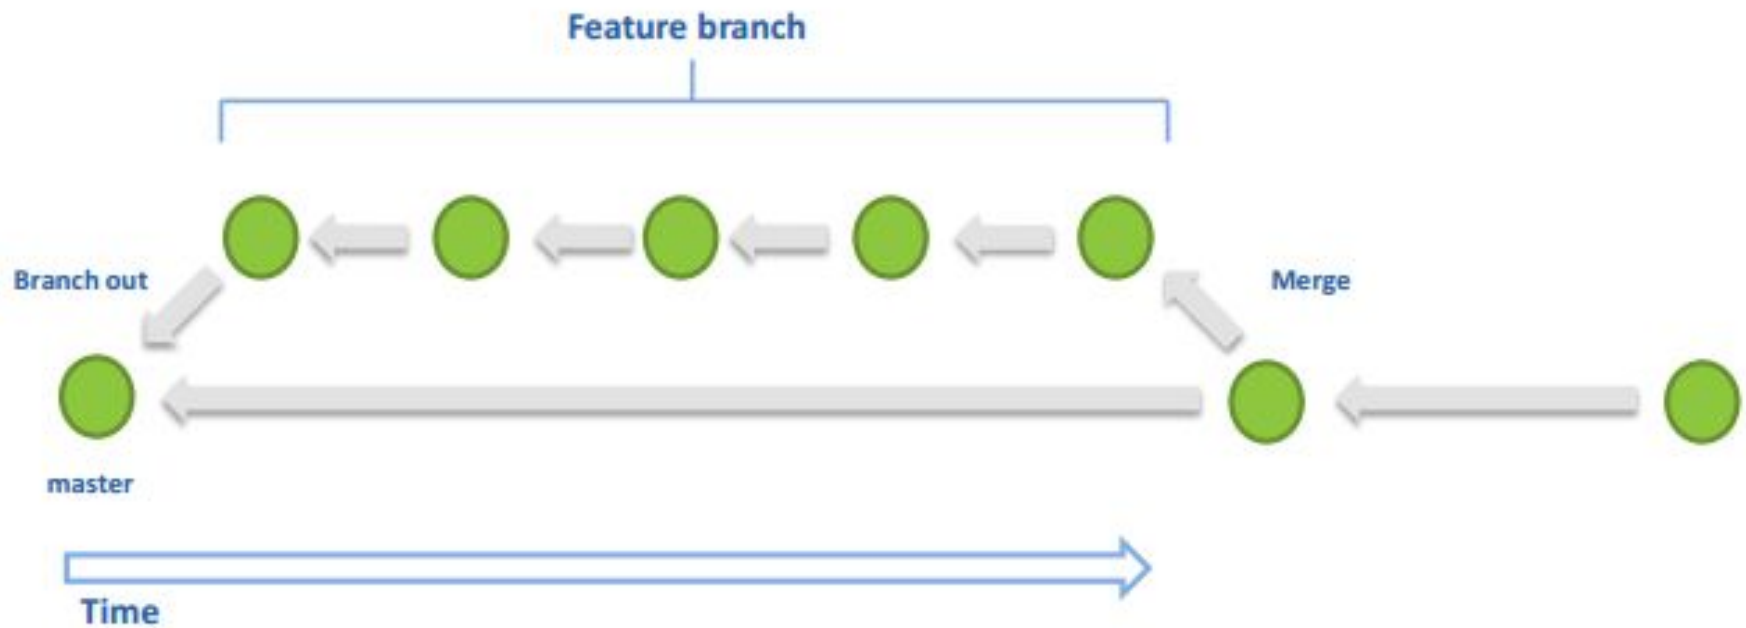 Feature branch
Branch out
Merge
master
Time